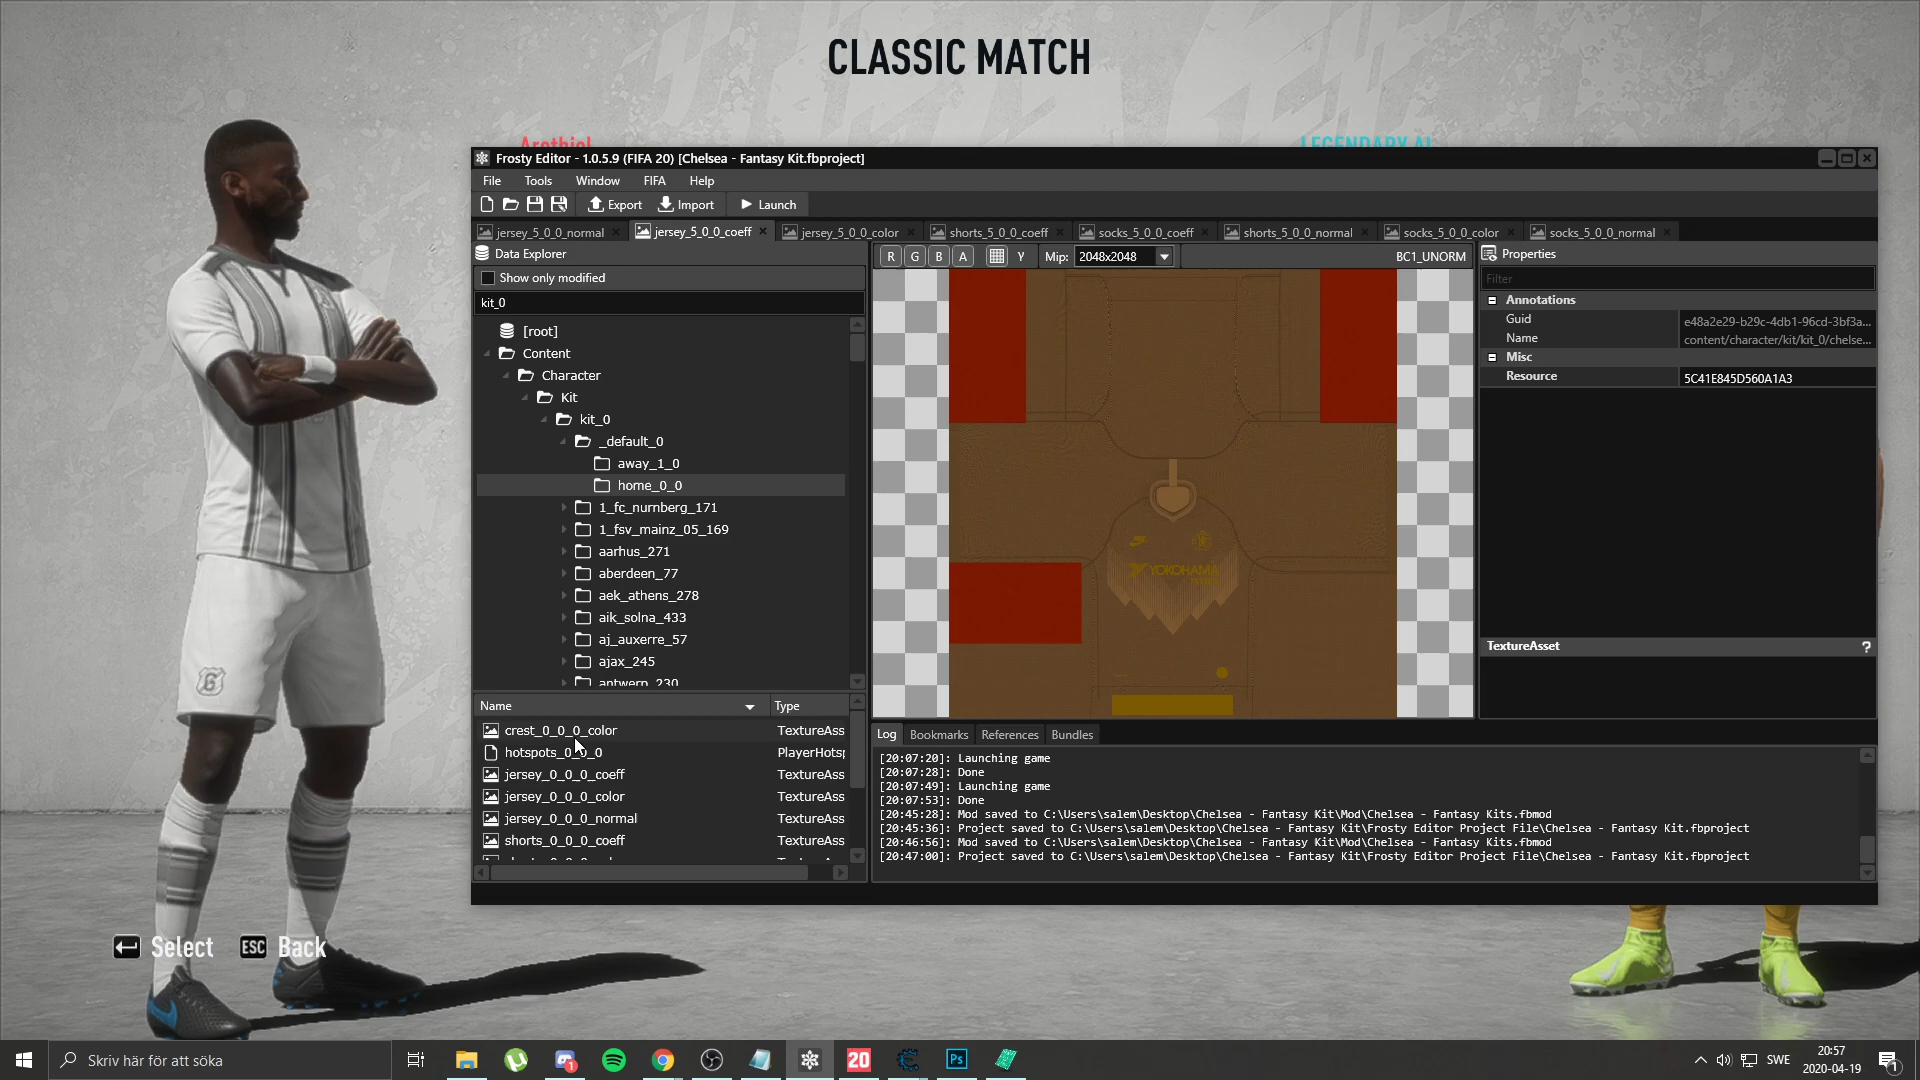 CLASSIC MATCH
Arethiel
LEGENDARY AI
Frosty Editor - 1.0.5.9 (FIFA 20) [Chelsea - Fantasy Kit.fbproject]
File Tools Window FIFA Help
Export Import Launch
jersey_5_0_0_normal jersey_5_0_0_coeff jersey_5_0_0_color shorts_5_0_0_coeff socks_5_0_0_coeff shorts_5_0_0_normal socks_5_0_0_color socks_5_0_0_normal
Data Explorer
R G B A γ Mip: 2048x2048 BC1_UNORM
Properties
Show only modified
Filter
kit_0
[root]
Content
Character
Kit
kit_0
_default_0
away_1_0
home_0_0
1_fc_nurnberg_171
1_fsv_mainz_05_169
aarhus_271
aberdeen_77
aek_athens_278
aik_solna_433
aj_auxerre_57
ajax_245
antwerp_230
YOKOHAMA
Annotations
Guid e48a2e29-b29c-4db1-96cd-3bf3a...
Name content/character/kit/kit_0/chelse...
Misc
Resource 5C41E845D560A1A3
TextureAsset ?
Name Type
crest_0_0_0_color TextureAss
hotspots_0_0_0 PlayerHots
jersey_0_0_0_coeff TextureAss
jersey_0_0_0_color TextureAss
jersey_0_0_0_normal TextureAss
shorts_0_0_0_coeff TextureAss
Log Bookmarks References Bundles
[20:07:20]: Launching game
[20:07:28]: Done
[20:07:49]: Launching game
[20:07:53]: Done
[20:45:28]: Mod saved to C:\Users\salem\Desktop\Chelsea - Fantasy Kit\Mod\Chelsea - Fantasy Kits.fbmod
[20:45:36]: Project saved to C:\Users\salem\Desktop\Chelsea - Fantasy Kit\Frosty Editor Project File\Chelsea - Fantasy Kit.fbproject
[20:46:56]: Mod saved to C:\Users\salem\Desktop\Chelsea - Fantasy Kit\Mod\Chelsea - Fantasy Kits.fbmod
[20:47:00]: Project saved to C:\Users\salem\Desktop\Chelsea - Fantasy Kit\Frosty Editor Project File\Chelsea - Fantasy Kit.fbproject
Select ESC Back
Skriv här för att söka
1
20
Ps
SWE
20:57
2020-04-19
1